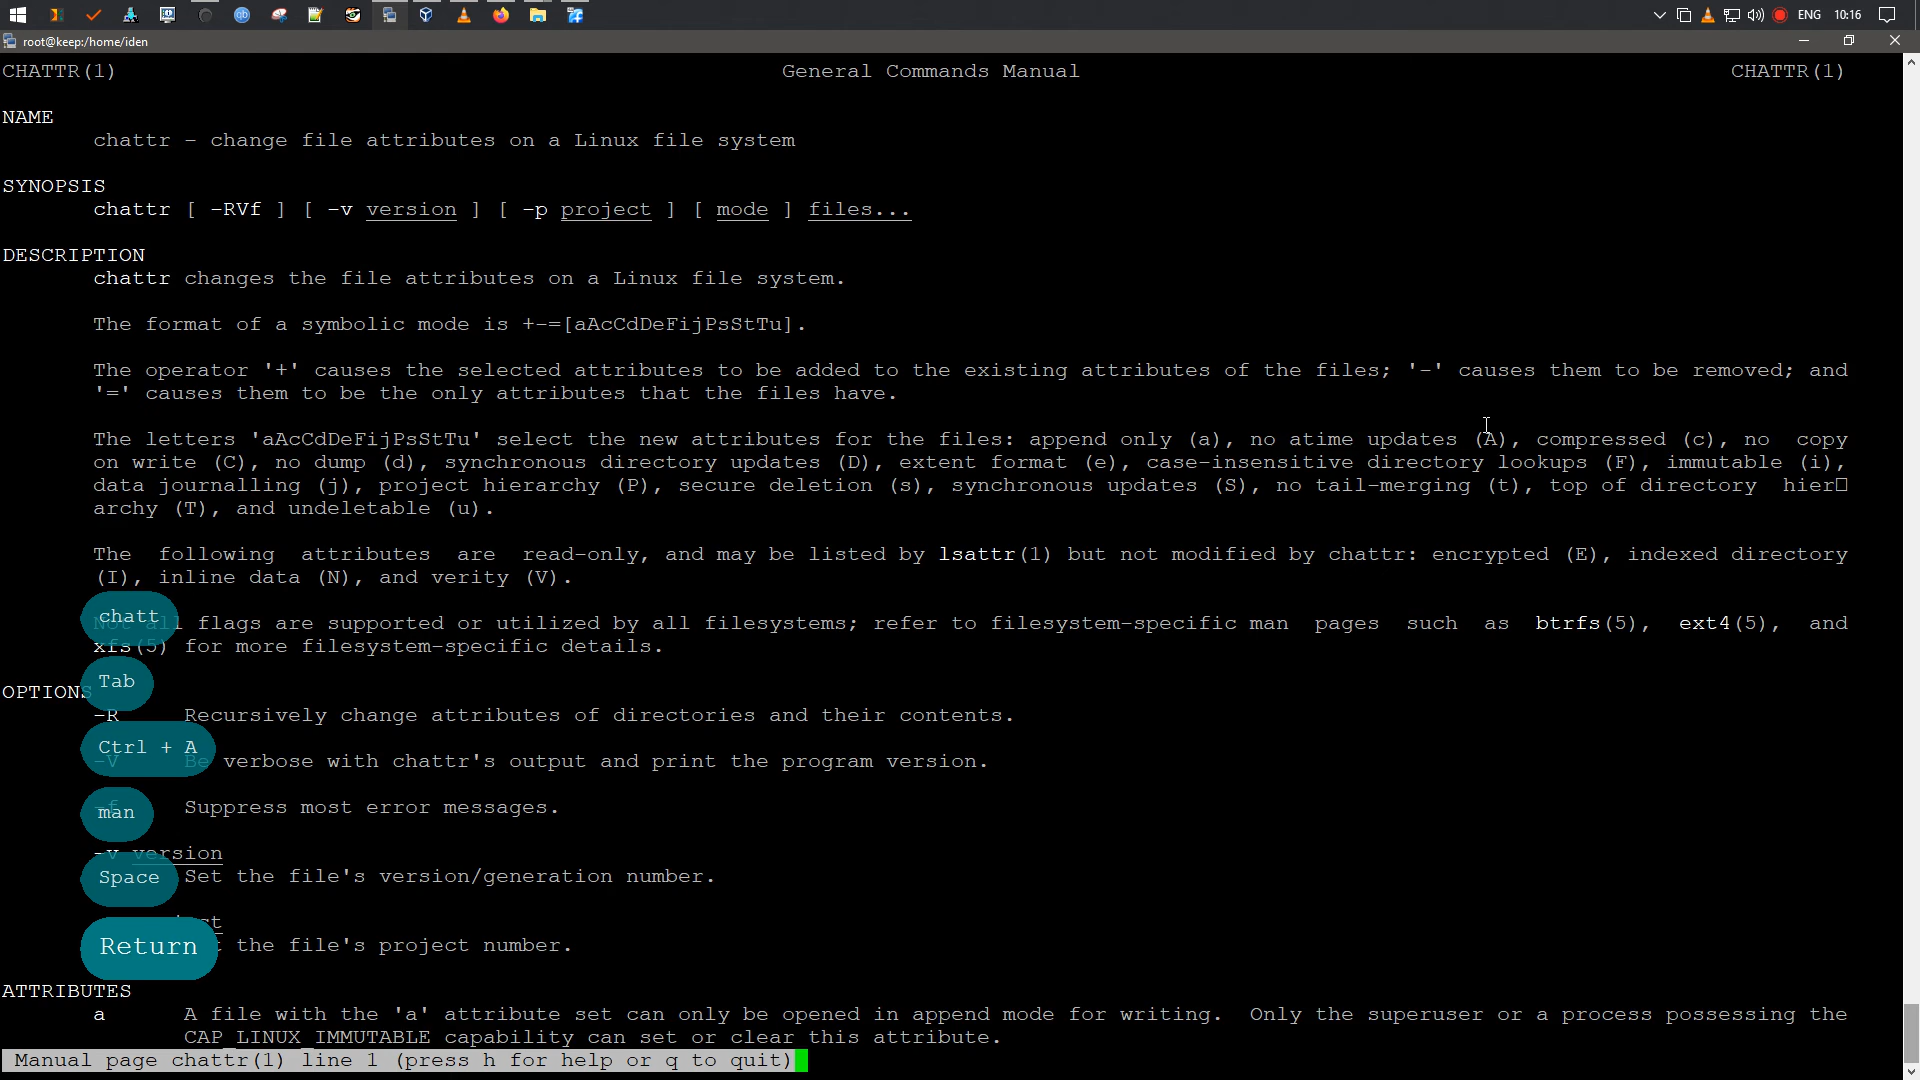 ENG 10:16
root@keep:/home/iden
CHATTR(1) General Commands Manual CHATTR(1)
NAME
chattr - change file attributes on a Linux file system
SYNOPSIS
chattr [ -RVf ] [ -v version ] [ -p project ] [ mode ] files...
DESCRIPTION
chattr changes the file attributes on a Linux file system.
The format of a symbolic mode is +-=[aAcCdDeFijPsStTu].
The operator '+' causes the selected attributes to be added to the existing attributes of the files; '-' causes them to be removed; and
'=' causes them to be the only attributes that the files have.
The letters 'aAcCdDeFijPsStTu' select the new attributes for the files: append only (a), no atime updates (A), compressed (c), no copy
on write (C), no dump (d), synchronous directory updates (D), extent format (e), case-insensitive directory lookups (F), immutable (i),
data journalling (j), project hierarchy (P), secure deletion (s), synchronous updates (S), no tail-merging (t), top of directory hier□
archy (T), and undeletable (u).
The following attributes are read-only, and may be listed by lsattr(1) but not modified by chattr: encrypted (E), indexed directory
(I), inline data (N), and verity (V).
chatt
Not all flags are supported or utilized by all filesystems; refer to filesystem-specific man pages such as btrfs(5), ext4(5), and
xfs(5) for more filesystem-specific details.
Tab
OPTIONS
-R Recursively change attributes of directories and their contents.
Ctrl + A
-V Be verbose with chattr's output and print the program version.
-f Suppress most error messages.
man
-v version
Space
Set the file's version/generation number.
Return
the file's project number.
ATTRIBUTES
a A file with the 'a' attribute set can only be opened in append mode for writing. Only the superuser or a process possessing the
CAP_LINUX_IMMUTABLE capability can set or clear this attribute.
Manual page chattr(1) line 1 (press h for help or q to quit)